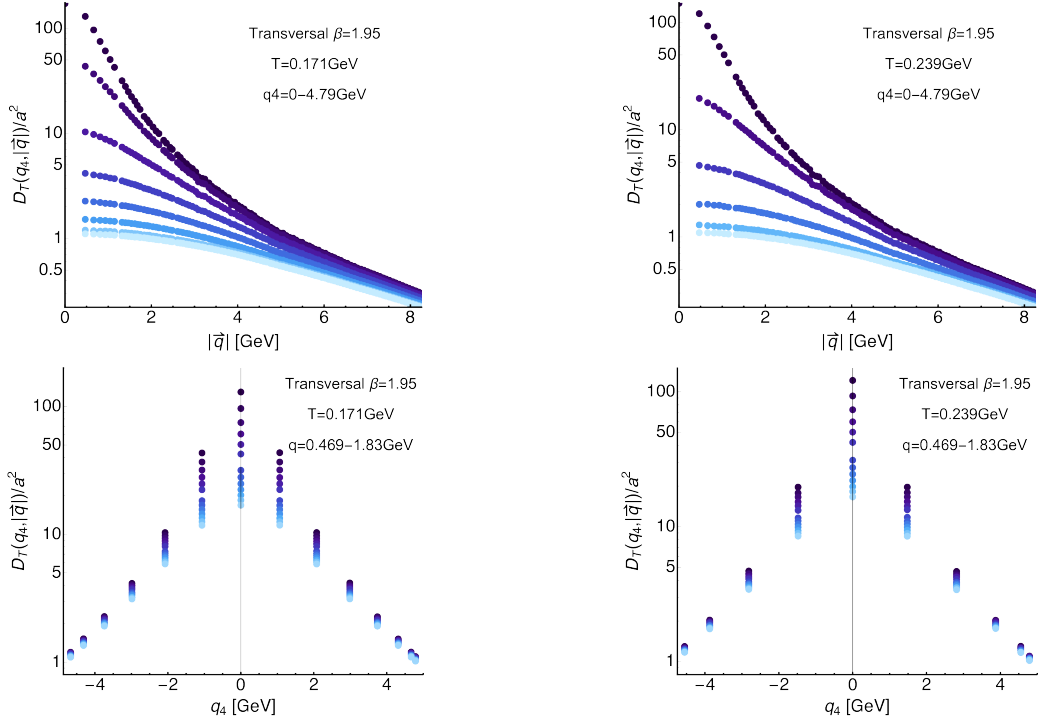 100
50
10
5
1
0.5
D_T(q_4,|q⃗|)/a^2
Transversal β=1.95
T=0.171GeV
q4=0−4.79GeV
0 2 4 6 8
|q⃗| [GeV]
100
50
10
5
1
0.5
D_T(q_4,|q⃗|)/a^2
Transversal β=1.95
T=0.239GeV
q4=0−4.79GeV
0 2 4 6 8
|q⃗| [GeV]
100
50
10
5
1
D_T(q_4,|q⃗|)/a^2
Transversal β=1.95
T=0.171GeV
q=0.469−1.83GeV
−4 −2 0 2 4
q_4 [GeV]
100
50
10
5
1
D_T(q_4,|q⃗|)/a^2
Transversal β=1.95
T=0.239GeV
q=0.469−1.83GeV
−4 −2 0 2 4
q_4 [GeV]